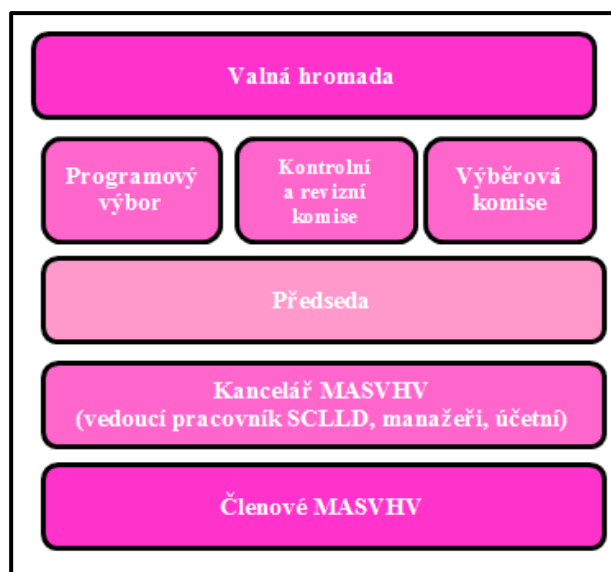 Valná hromada
Programový
výbor
Kontrolní
a revizní
komise
Výběrová
komise
Předseda
Kancelář MASVHV
(vedoucí pracovník SCLLD, manažeři, účetní)
Členové MASVHV